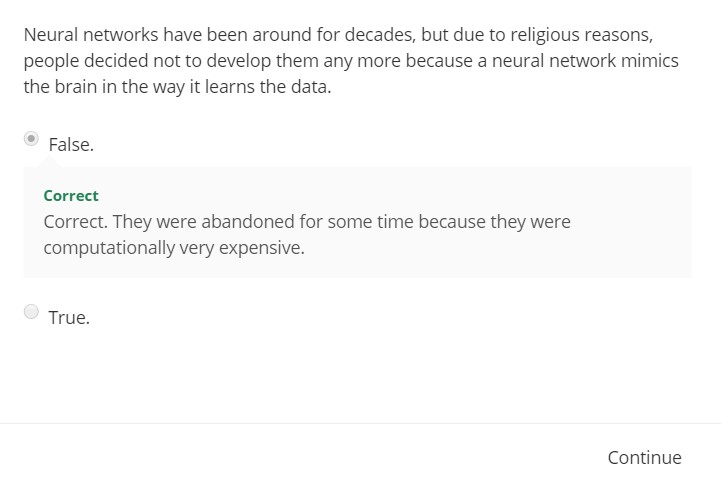 Neural networks have been around for decades, but due to religious reasons,
people decided not to develop them any more because a neural network mimics
the brain in the way it learns the data.
False.
Correct
Correct. They were abandoned for some time because they were
computationally very expensive.
True.
Continue